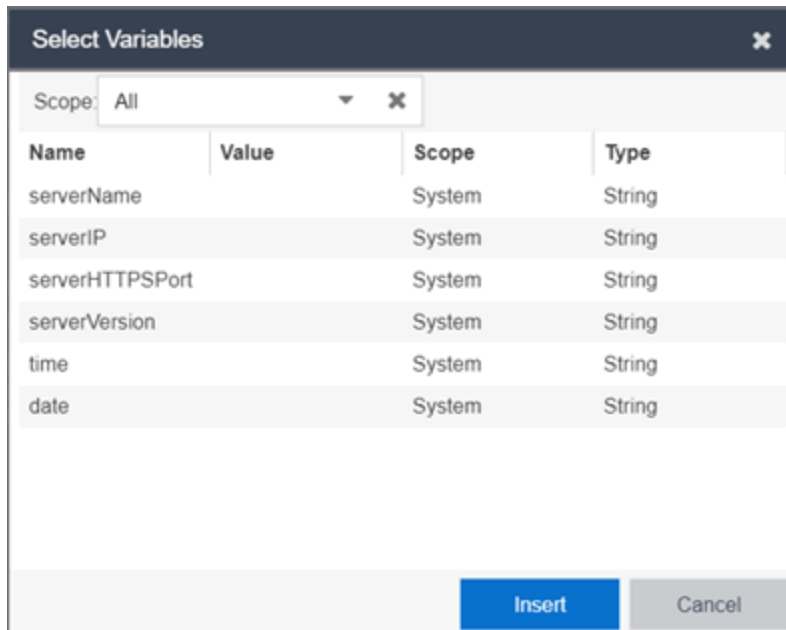 Select Variables
Scope: All
Name Value Scope Type
serverName System String
serverIP System String
serverHTTPSPort System String
serverVersion System String
time System String
date System String
Insert Cancel